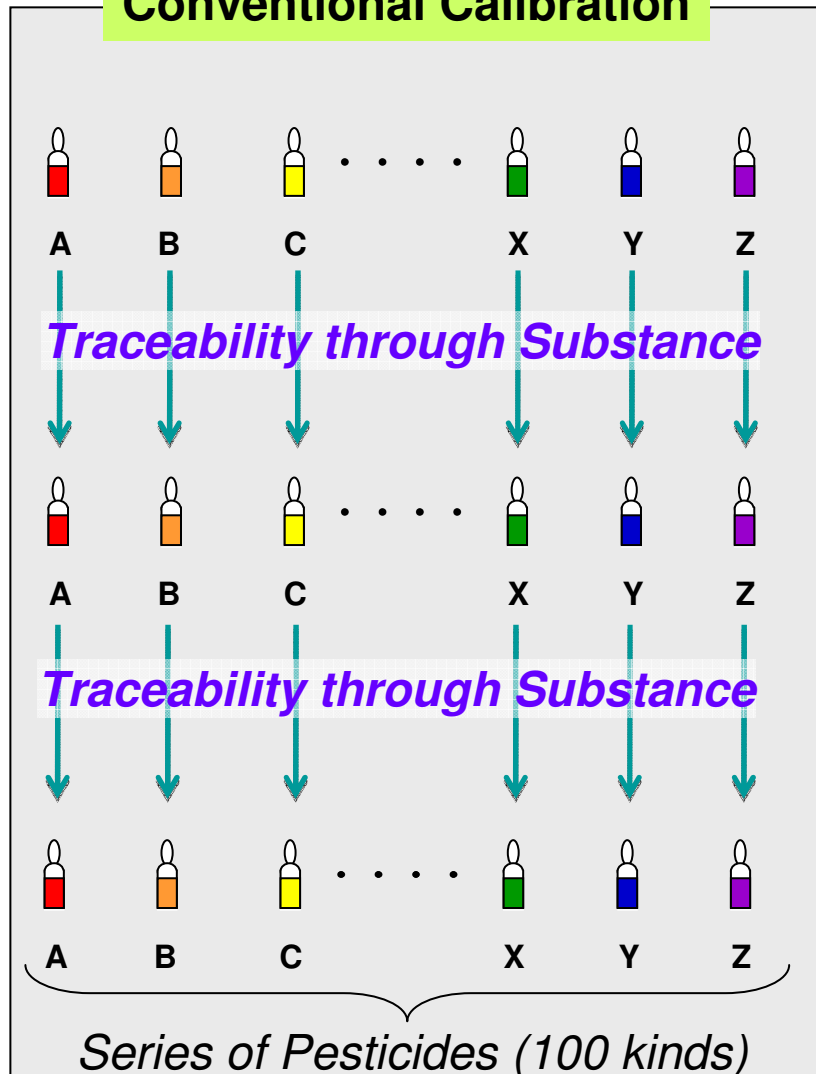 Conventional Calibration
A B C · · · · X Y Z
Traceability through Substance
A B C · · · · X Y Z
Traceability through Substance
A B C · · · · X Y Z
Series of Pesticides (100 kinds)